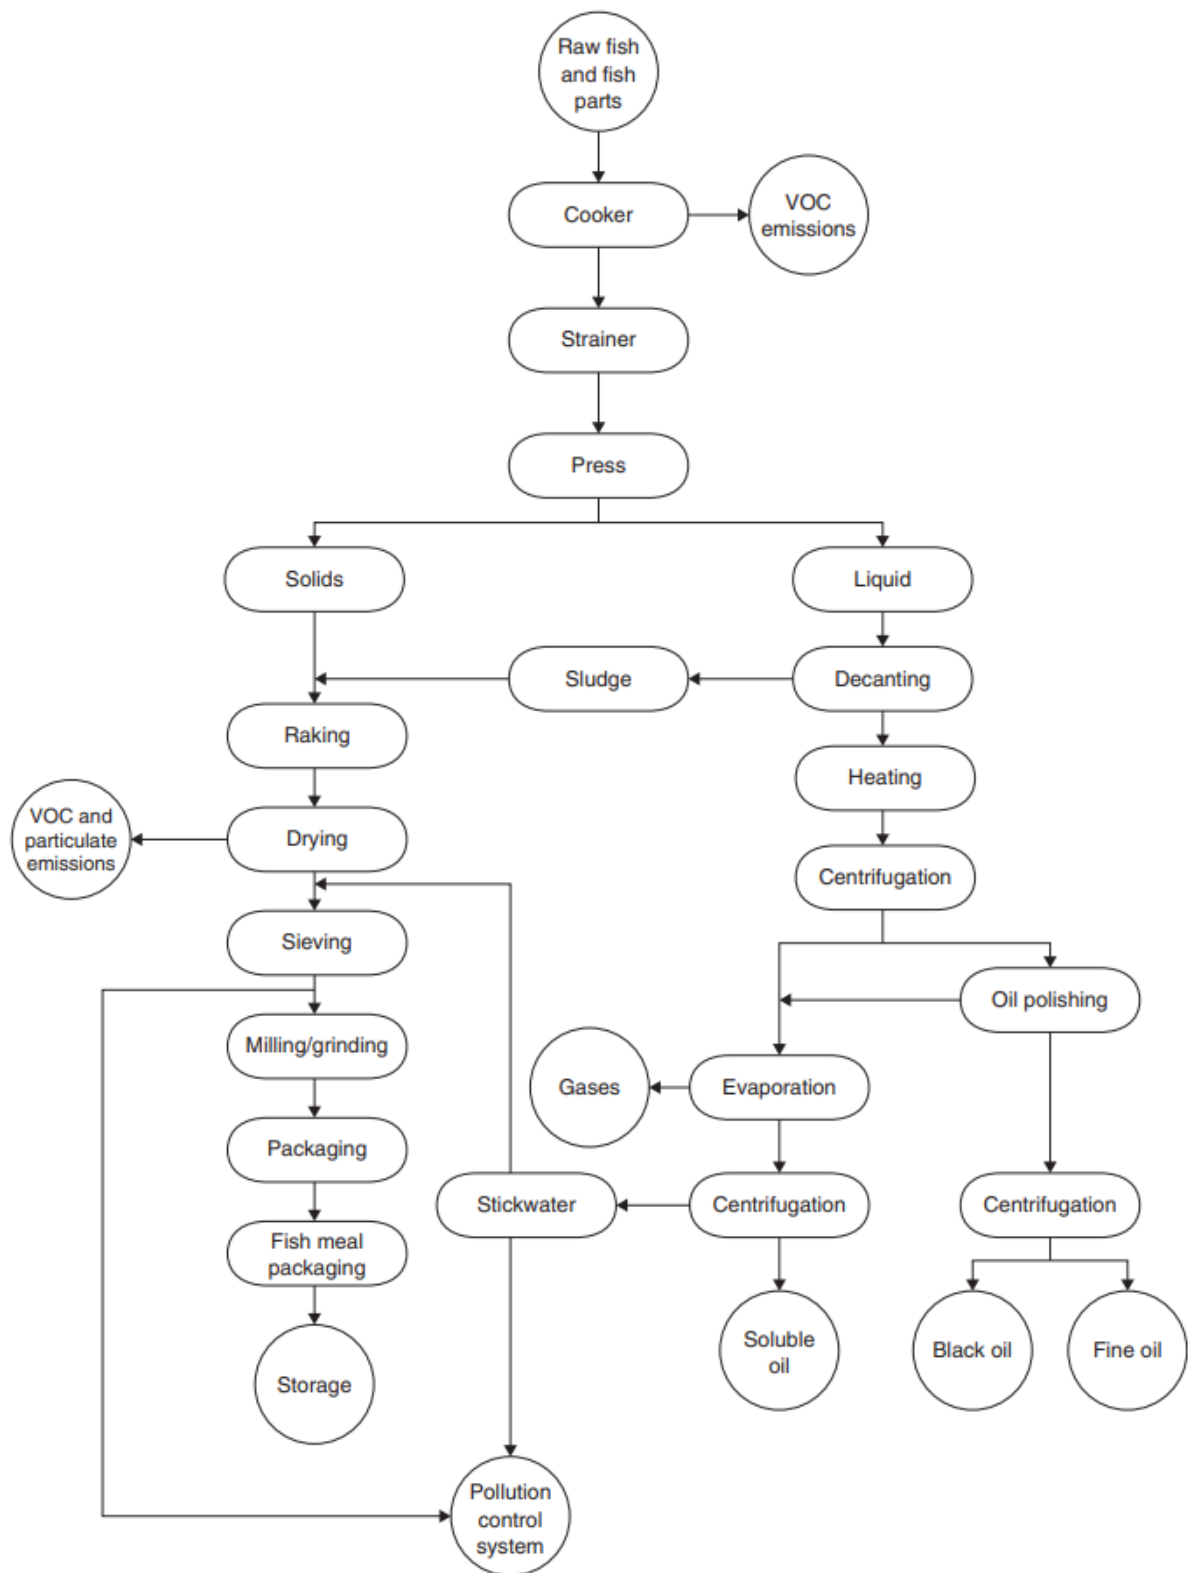 Raw fish
and fish
parts
Cooker
VOC
emissions
Strainer
Press
Solids
Liquid
Sludge
Decanting
Raking
Heating
VOC and
particulate
emissions
Drying
Centrifugation
Sieving
Oil polishing
Milling/grinding
Gases
Evaporation
Packaging
Stickwater
Centrifugation
Centrifugation
Fish meal
packaging
Soluble
oil
Black oil
Fine oil
Storage
Pollution
control
system